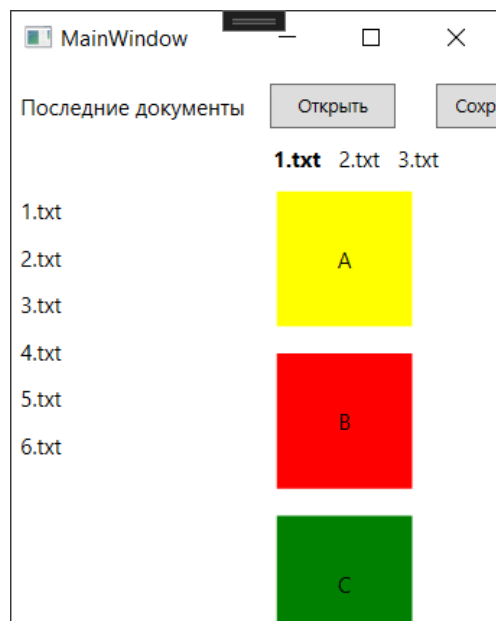 MainWindow
Последние документы Открыть Сохр
1.txt 2.txt 3.txt
1.txt
A
2.txt
3.txt
4.txt
B
5.txt
6.txt
C